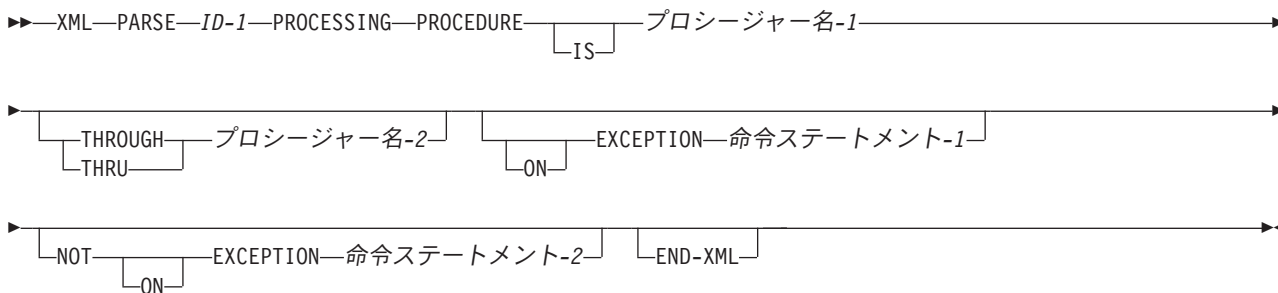 XML PARSE ID-1 PROCESSING PROCEDURE プロシージャー名-1
IS
THROUGH プロシージャー名-2 EXCEPTION 命令ステートメント-1
THRU ON
NOT EXCEPTION 命令ステートメント-2 END-XML
ON